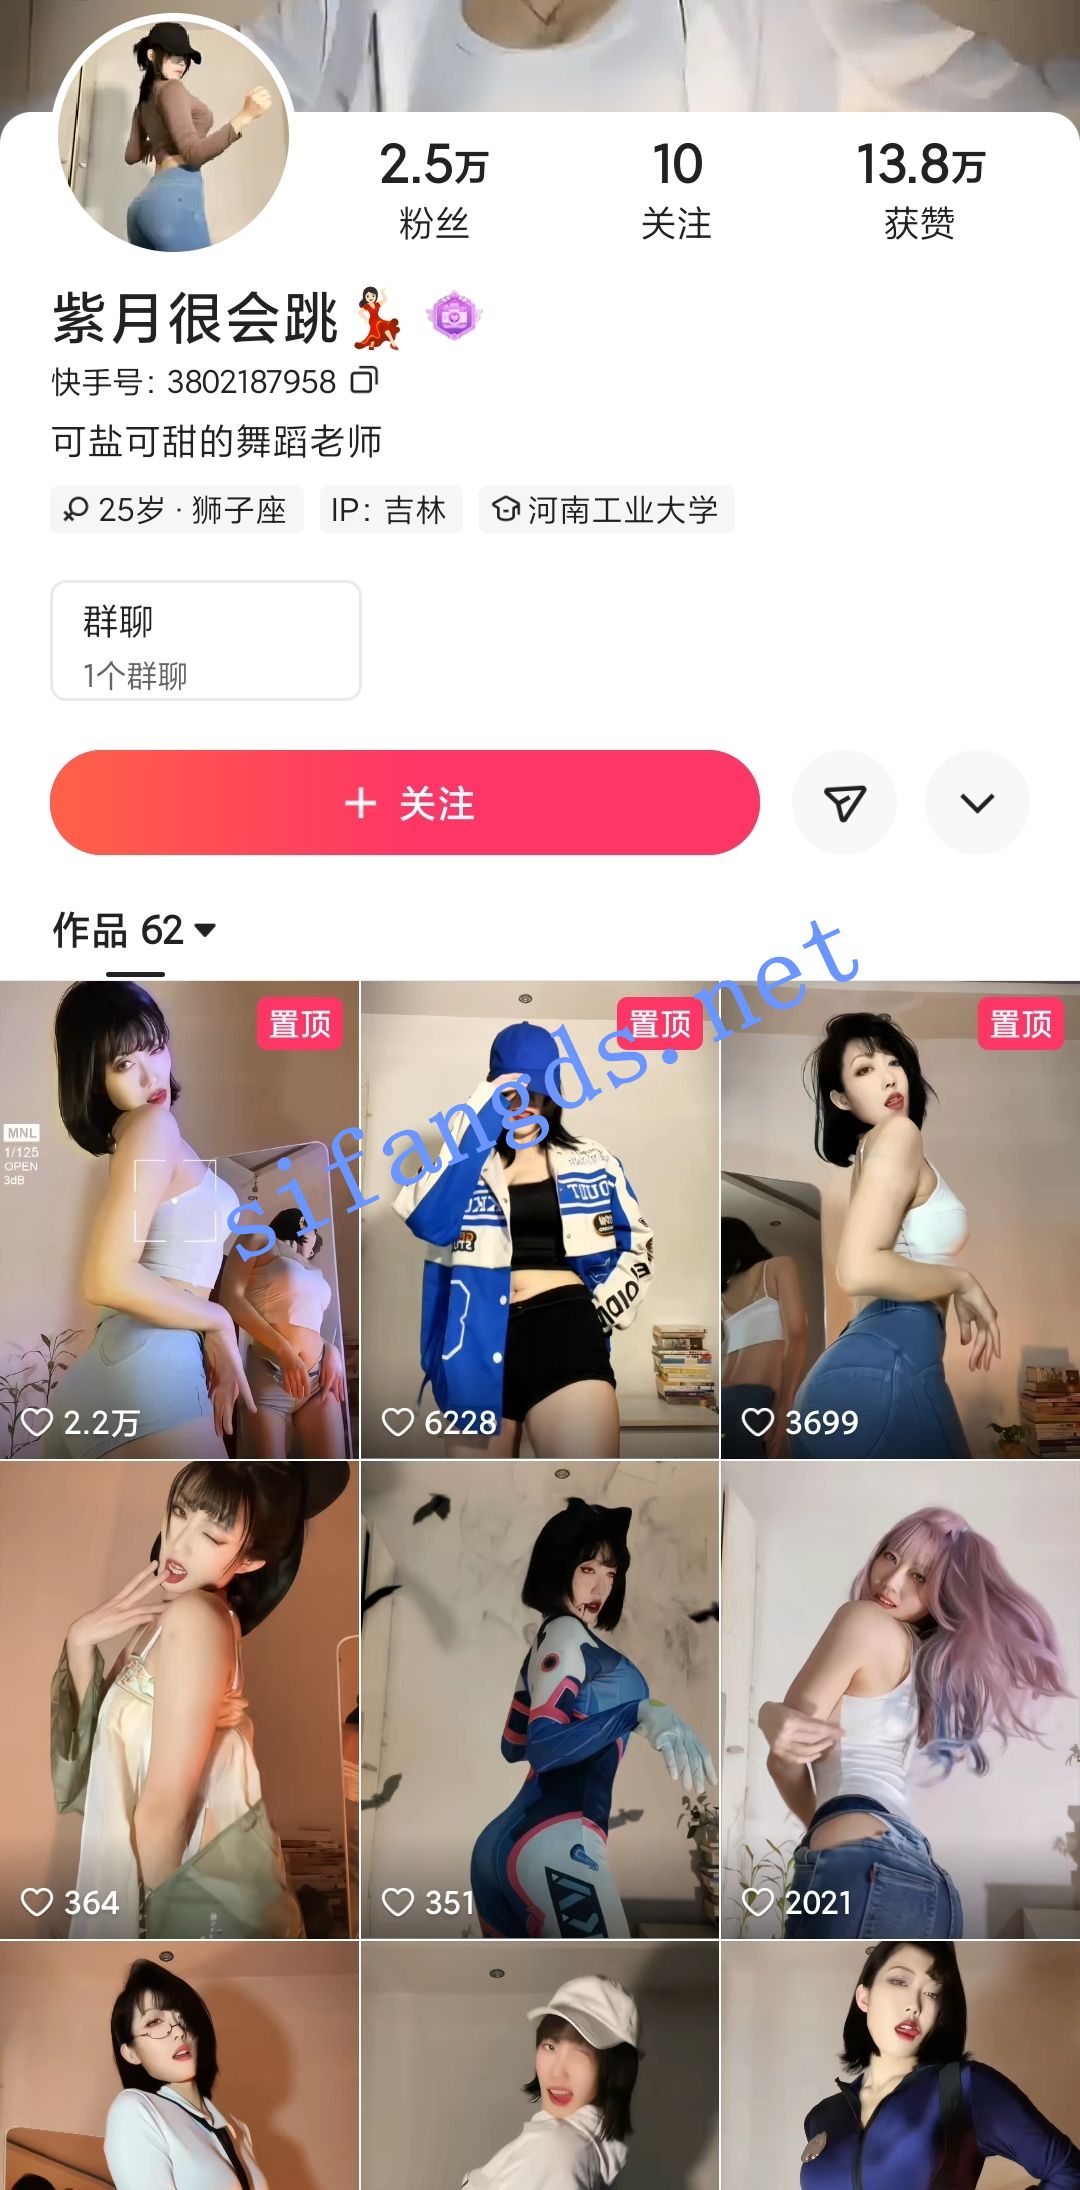 2.5万 10 13.8万
粉丝 关注 获赞
紫月很会跳
快手号: 3802187958
可盐可甜的舞蹈老师
25岁 · 狮子座 IP: 吉林 河南工业大学
群聊
1个群聊
关注
作品 62
sifangds.net
置顶 置顶 置顶
MNL
1/125
OPEN
3dB
2.2万 6228 3699
364 351 2021